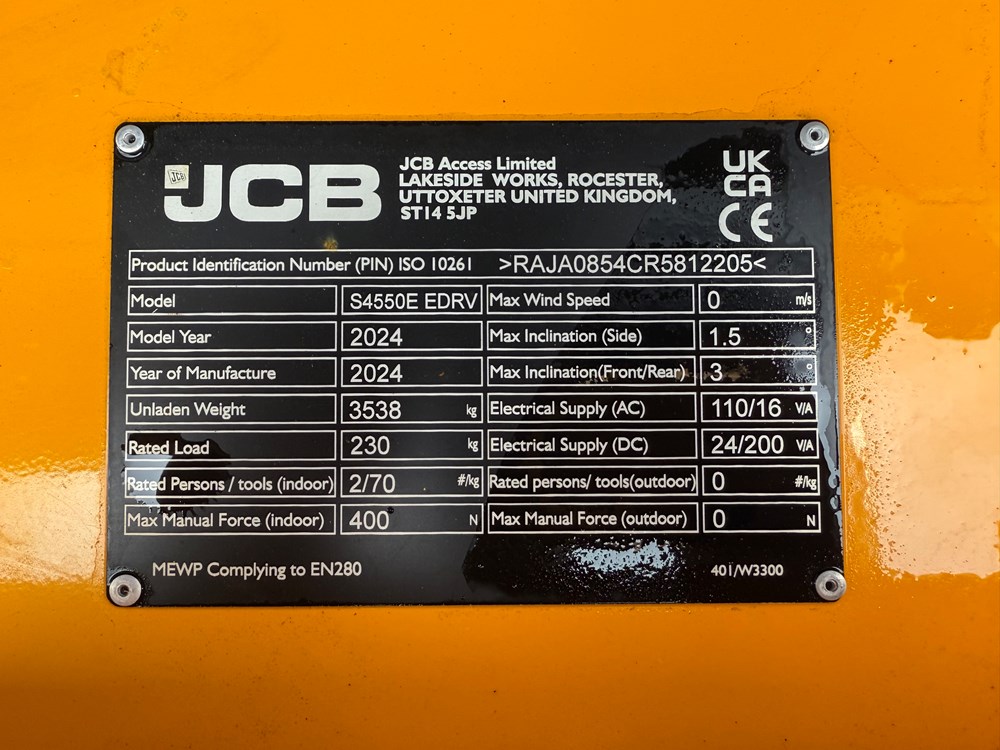 JCB
JCB Access Limited
LAKESIDE WORKS, ROCESTER,
UTTOXETER UNITED KINGDOM,
ST14 5JP
UK
CA
CE
Product Identification Number (PIN) ISO 10261 >RAJA0854CR5812205<
Model S4550E EDRV Max Wind Speed 0 m/s
Model Year 2024 Max Inclination (Side) 1.5 °
Year of Manufacture 2024 Max Inclination(Front/Rear) 3 °
Unladen Weight 3538 kg Electrical Supply (AC) 110/16 V/A
Rated Load 230 kg Electrical Supply (DC) 24/200 V/A
Rated Persons / tools (indoor) 2/70 #/kg Rated persons/ tools(outdoor) 0 #/kg
Max Manual Force (indoor) 400 N Max Manual Force (outdoor) 0 N
MEWP Complying to EN280 401/W3300